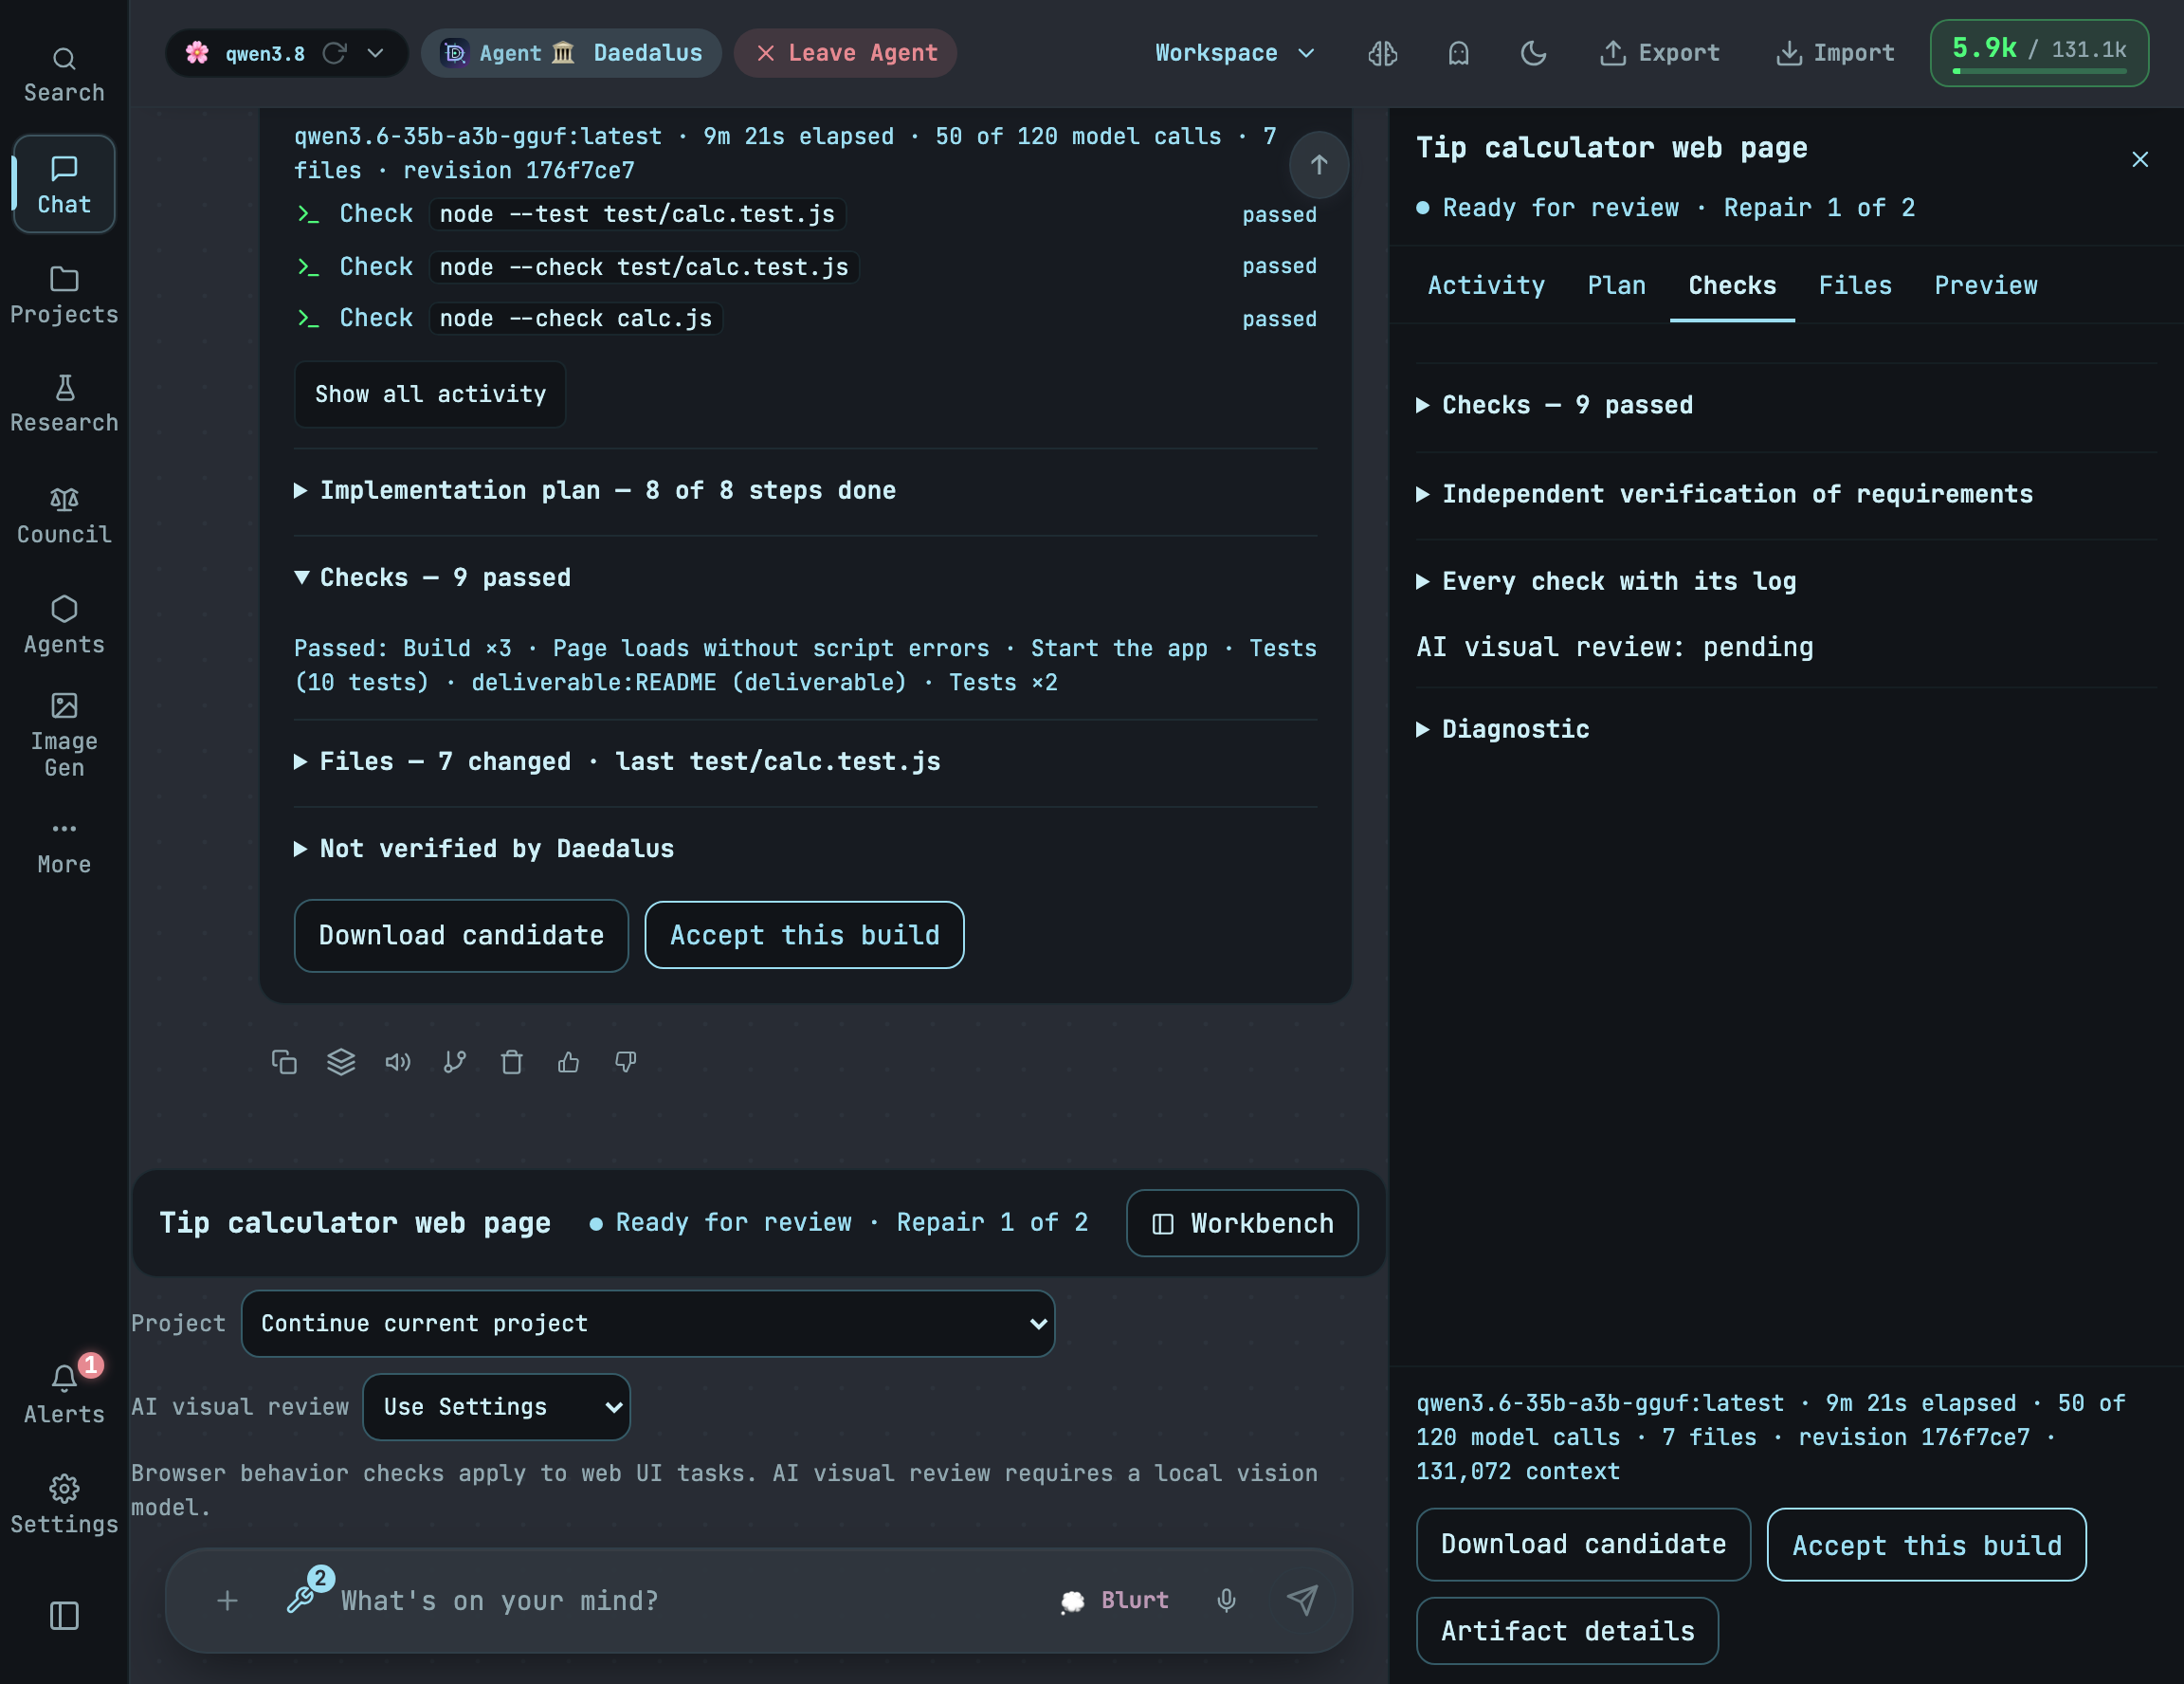 Search
Chat
Projects
Research
Council
Agents
Image
Gen
More
Alerts
1
Settings
qwen3.8
Agent 🏛️ Daedalus
Leave Agent
Workspace
Export
Import
5.9k / 131.1k
qwen3.6-35b-a3b-gguf:latest · 9m 21s elapsed · 50 of 120 model calls · 7
files · revision 176f7ce7
>_ Check node --test test/calc.test.js passed
>_ Check node --check test/calc.test.js passed
>_ Check node --check calc.js passed
Show all activity
Implementation plan — 8 of 8 steps done
Checks — 9 passed
Passed: Build ×3 · Page loads without script errors · Start the app · Tests
(10 tests) · deliverable:README (deliverable) · Tests ×2
Files — 7 changed · last test/calc.test.js
Not verified by Daedalus
Download candidate
Accept this build
Tip calculator web page
Ready for review · Repair 1 of 2
Workbench
Project
Continue current project
AI visual review
Use Settings
Browser behavior checks apply to web UI tasks. AI visual review requires a local vision
model.
2
What's on your mind?
Blurt
Tip calculator web page
Ready for review · Repair 1 of 2
Activity
Plan
Checks
Files
Preview
Checks — 9 passed
Independent verification of requirements
Every check with its log
AI visual review: pending
Diagnostic
qwen3.6-35b-a3b-gguf:latest · 9m 21s elapsed · 50 of
120 model calls · 7 files · revision 176f7ce7 ·
131,072 context
Download candidate
Accept this build
Artifact details